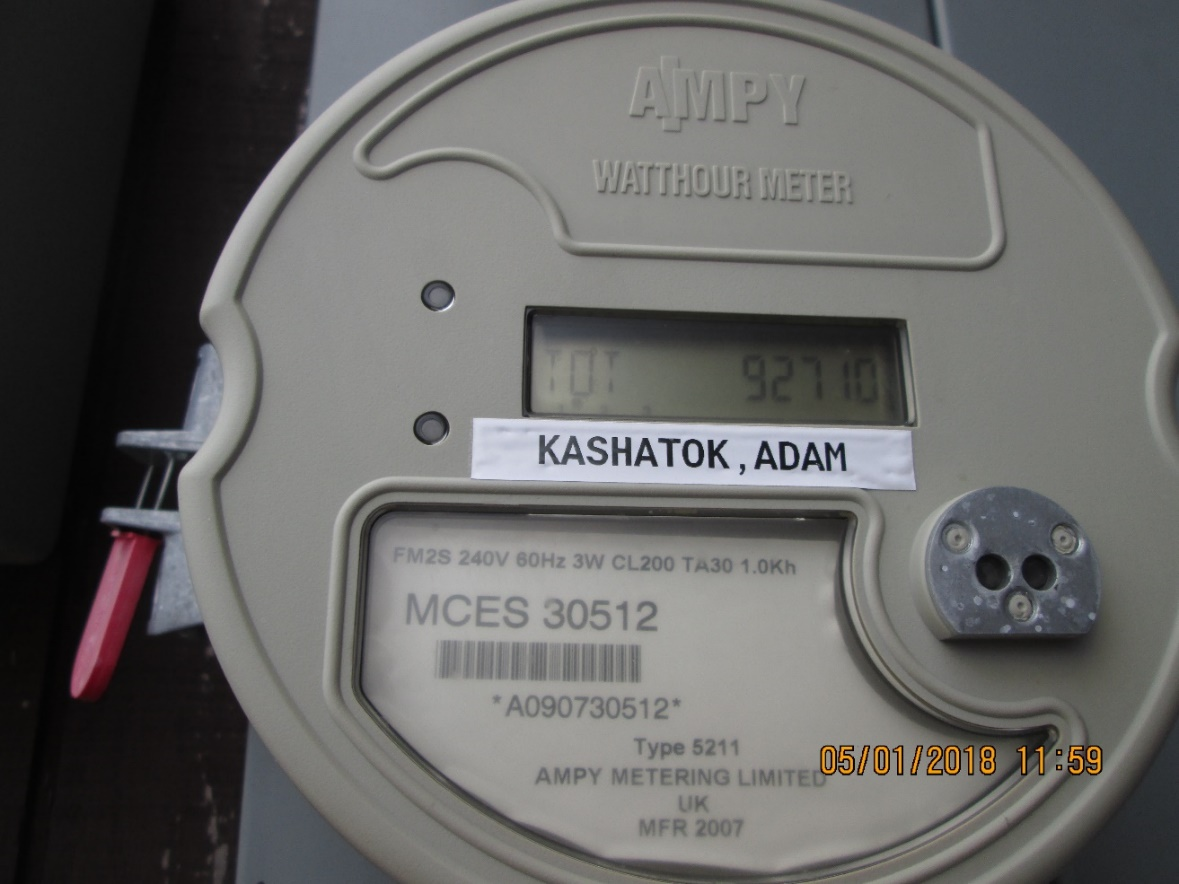 AMPY
WATTHOUR METER
TOT 92710
KASHATOK, ADAM
FM2S 240V 60Hz 3W CL200 TA30 1.0Kh
MCES 30512
*A090730512*
Type 5211
AMPY METERING LIMITED
UK
MFR 2007
05/01/2018 11:59